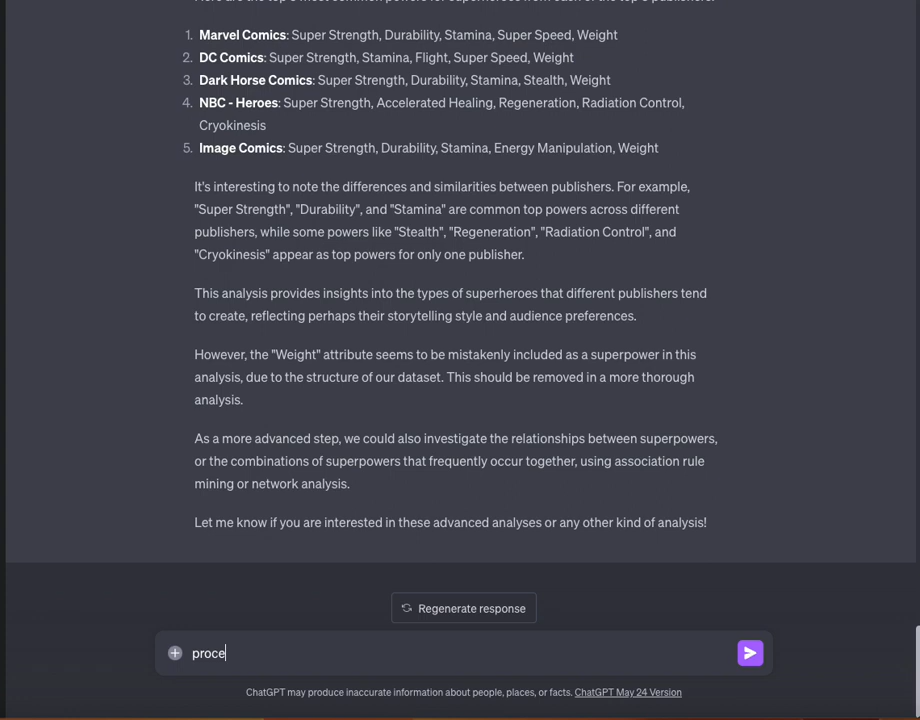 1. Marvel Comics: Super Strength, Durability, Stamina, Super Speed, Weight
2. DC Comics: Super Strength, Stamina, Flight, Super Speed, Weight
3. Dark Horse Comics: Super Strength, Durability, Stamina, Stealth, Weight
4. NBC - Heroes: Super Strength, Accelerated Healing, Regeneration, Radiation Control,
Cryokinesis
5. Image Comics: Super Strength, Durability, Stamina, Energy Manipulation, Weight
It's interesting to note the differences and similarities between publishers. For example,
"Super Strength", "Durability", and "Stamina" are common top powers across different
publishers, while some powers like "Stealth", "Regeneration", "Radiation Control", and
"Cryokinesis" appear as top powers for only one publisher.
This analysis provides insights into the types of superheroes that different publishers tend
to create, reflecting perhaps their storytelling style and audience preferences.
However, the "Weight" attribute seems to be mistakenly included as a superpower in this
analysis, due to the structure of our dataset. This should be removed in a more thorough
analysis.
As a more advanced step, we could also investigate the relationships between superpowers,
or the combinations of superpowers that frequently occur together, using association rule
mining or network analysis.
Let me know if you are interested in these advanced analyses or any other kind of analysis!
Regenerate response
proce
ChatGPT may produce inaccurate information about people, places, or facts. ChatGPT May 24 Version